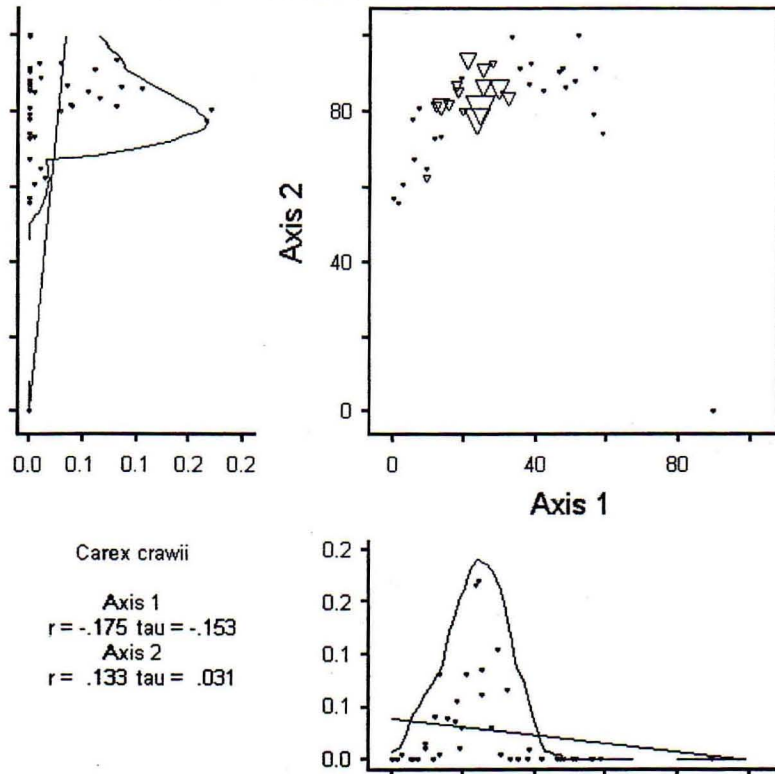 80
40
0
Axis 2
0.0 0.1 0.1 0.2 0.2
0 40 80
Axis 1
Carex crawii
Axis 1
r = -.175 tau = -.153
Axis 2
r = .133 tau = .031
0.2
0.2
0.1
0.1
0.0